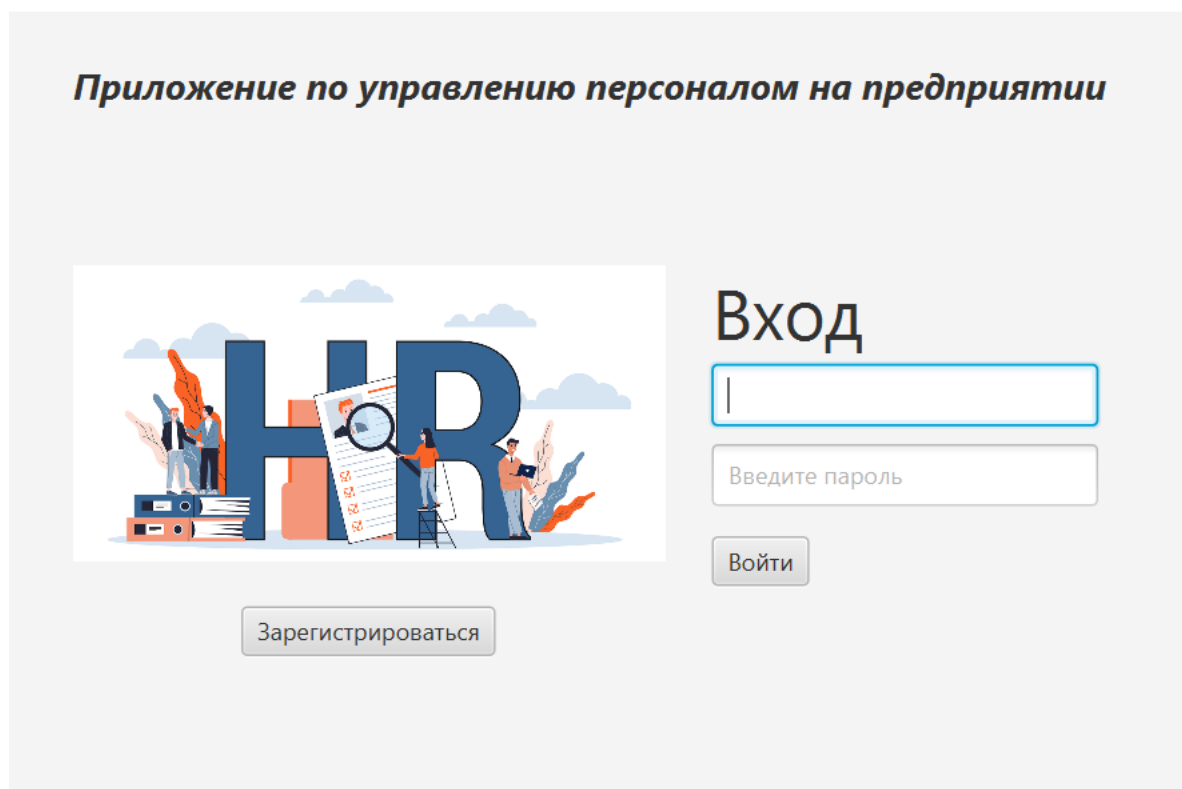 Приложение по управлению персоналом на предприятии
HR
Вход
Введите пароль
Войти
Зарегистрироваться